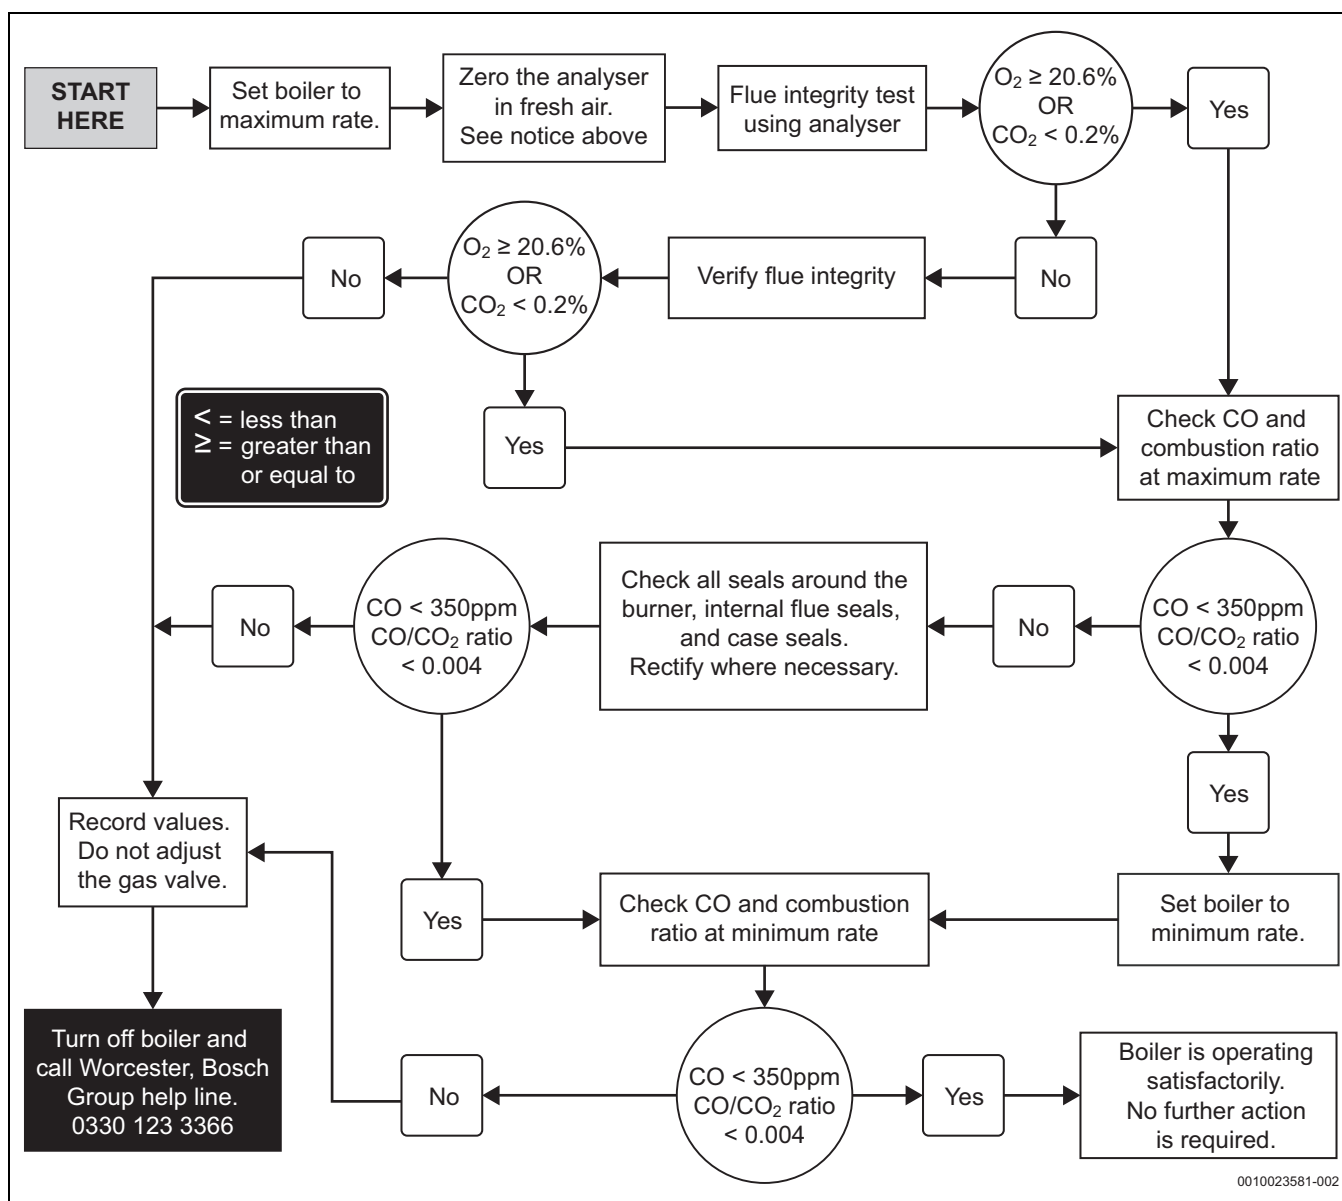 START
HERE
Set boiler to
maximum rate.
Zero the analyser
in fresh air.
See notice above
Flue integrity test
using analyser
O₂ ≥ 20.6%
OR
CO₂ < 0.2%
Yes
No
Verify flue integrity
O₂ ≥ 20.6%
OR
CO₂ < 0.2%
No
Yes
< = less than
≥ = greater than
or equal to
Check CO and
combustion ratio
at maximum rate
CO < 350ppm
CO/CO₂ ratio
< 0.004
No
Check all seals around the
burner, internal flue seals,
and case seals.
Rectify where necessary.
CO < 350ppm
CO/CO₂ ratio
< 0.004
No
Yes
Set boiler to
minimum rate.
Yes
Check CO and combustion
ratio at minimum rate
Record values.
Do not adjust
the gas valve.
CO < 350ppm
CO/CO₂ ratio
< 0.004
No
Yes
Boiler is operating
satisfactorily.
No further action
is required.
Turn off boiler and
call Worcester, Bosch
Group help line.
0330 123 3366
0010023581-002